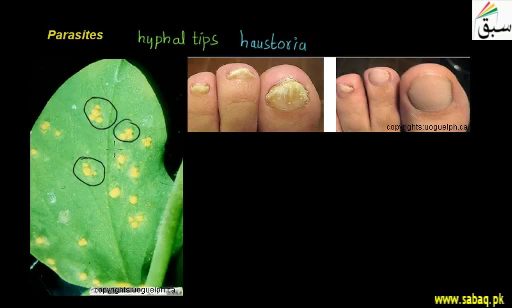 Parasites hyphal tips haustoria
سبق
copyrights:uoguelph.ca
copyrights:uoguelph.ca
www.sabaq.pk